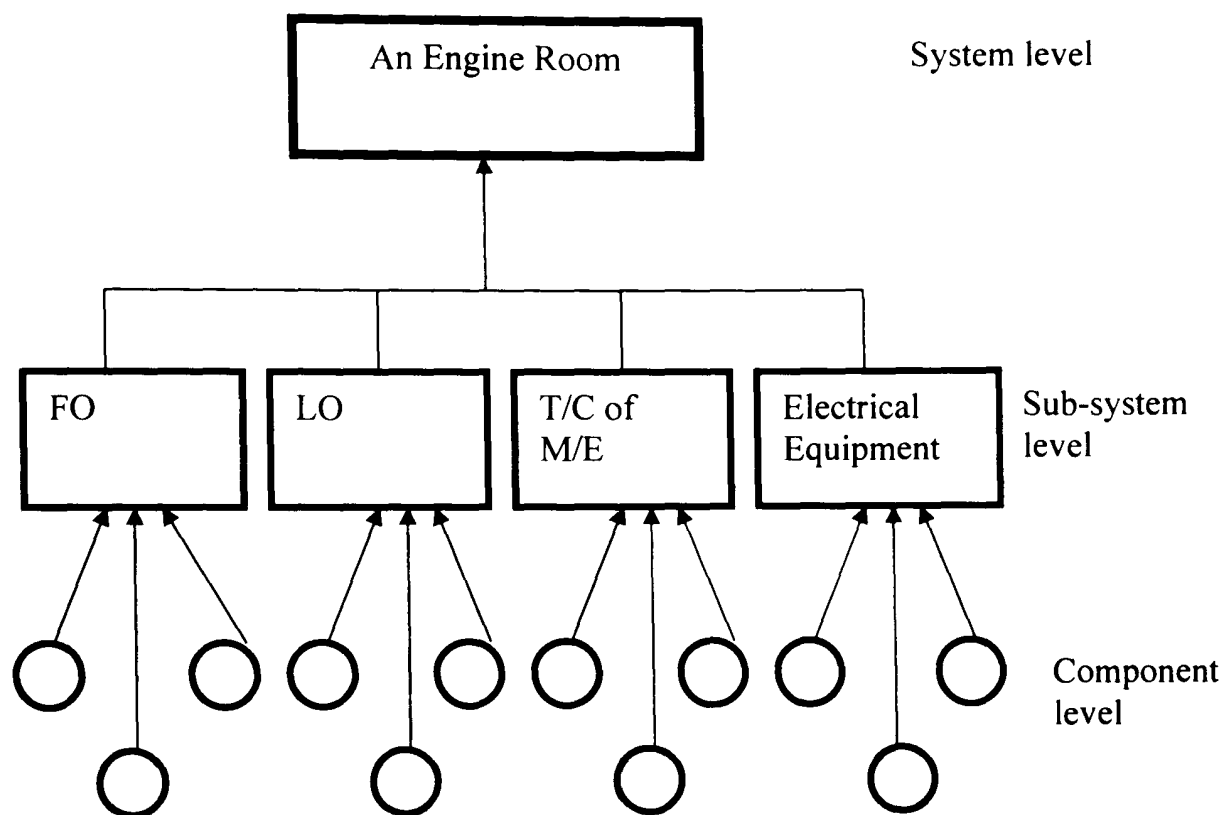 An Engine Room
System level
FO
LO
T/C of
M/E
Electrical
Equipment
Sub-system
level
Component
level